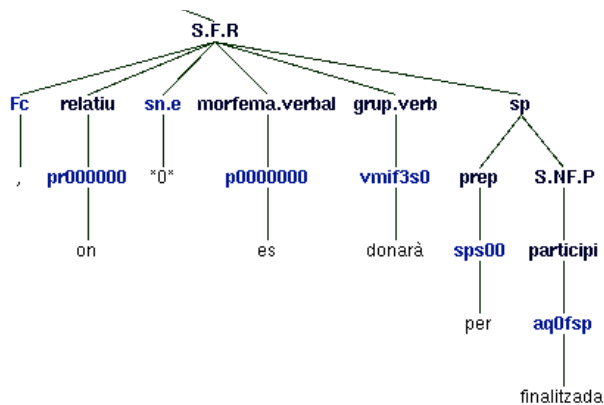 S.F.R
Fc relatiu sn.e morfema.verbal grup.verb sp
, pr000000 *0* p0000000 vmif3s0 prep S.NF.P
on es donarà sps00 participi
per aq0fsp
finalitzada